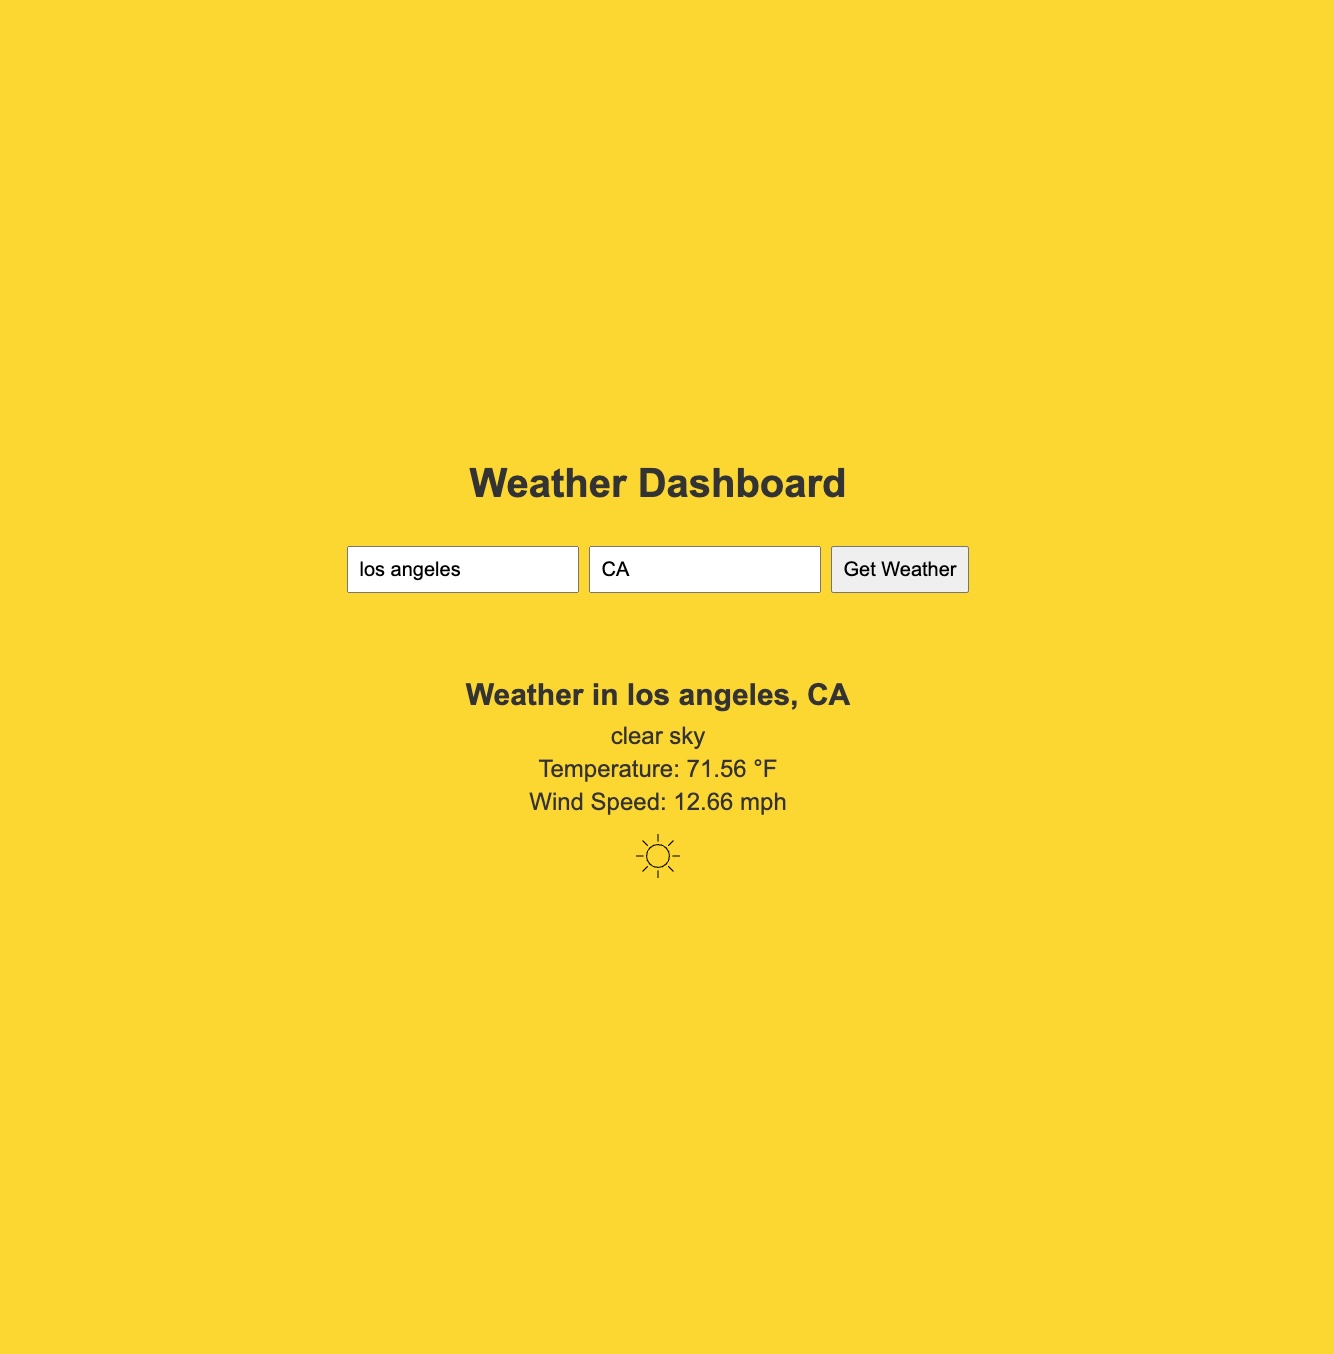 Weather Dashboard
los angeles CA Get Weather
Weather in los angeles, CA
clear sky
Temperature: 71.56 °F
Wind Speed: 12.66 mph